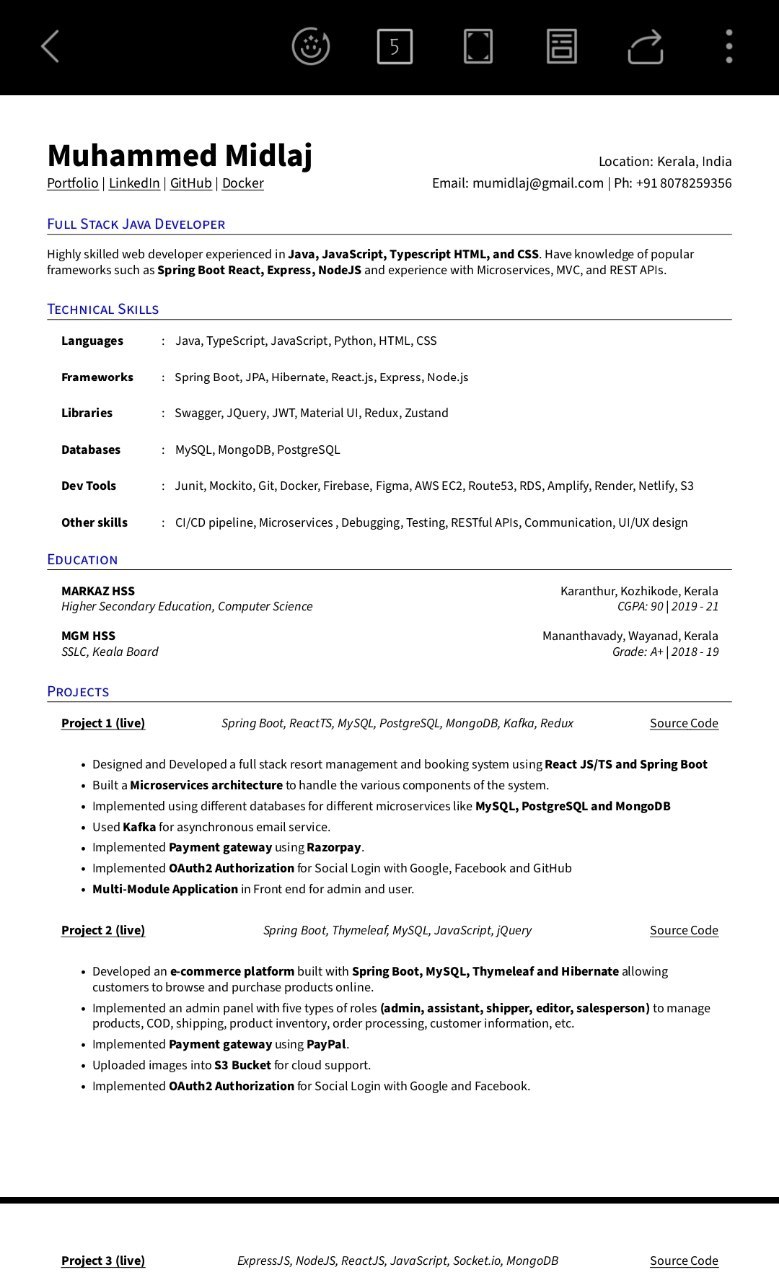 5
Muhammed Midlaj
Location: Kerala, India
Portfolio | LinkedIn | GitHub | Docker
Email: mumidlaj@gmail.com | Ph: +91 8078259356
Full Stack Java Developer
Highly skilled web developer experienced in Java, JavaScript, Typescript HTML, and CSS. Have knowledge of popular
frameworks such as Spring Boot React, Express, NodeJS and experience with Microservices, MVC, and REST APIs.
Technical Skills
Languages : Java, TypeScript, JavaScript, Python, HTML, CSS
Frameworks : Spring Boot, JPA, Hibernate, React.js, Express, Node.js
Libraries : Swagger, JQuery, JWT, Material UI, Redux, Zustand
Databases : MySQL, MongoDB, PostgreSQL
Dev Tools : Junit, Mockito, Git, Docker, Firebase, Figma, AWS EC2, Route53, RDS, Amplify, Render, Netlify, S3
Other skills : CI/CD pipeline, Microservices , Debugging, Testing, RESTful APIs, Communication, UI/UX design
Education
MARKAZ HSS Karanthur, Kozhikode, Kerala
Higher Secondary Education, Computer Science CGPA: 90 | 2019 - 21
MGM HSS Mananthavady, Wayanad, Kerala
SSLC, Keala Board Grade: A+ | 2018 - 19
Projects
Project 1 (live) Spring Boot, ReactTS, MySQL, PostgreSQL, MongoDB, Kafka, Redux Source Code
• Designed and Developed a full stack resort management and booking system using React JS/TS and Spring Boot
• Built a Microservices architecture to handle the various components of the system.
• Implemented using different databases for different microservices like MySQL, PostgreSQL and MongoDB
• Used Kafka for asynchronous email service.
• Implemented Payment gateway using Razorpay.
• Implemented OAuth2 Authorization for Social Login with Google, Facebook and GitHub
• Multi-Module Application in Front end for admin and user.
Project 2 (live) Spring Boot, Thymeleaf, MySQL, JavaScript, jQuery Source Code
• Developed an e-commerce platform built with Spring Boot, MySQL, Thymeleaf and Hibernate allowing
customers to browse and purchase products online.
• Implemented an admin panel with five types of roles (admin, assistant, shipper, editor, salesperson) to manage
products, COD, shipping, product inventory, order processing, customer information, etc.
• Implemented Payment gateway using PayPal.
• Uploaded images into S3 Bucket for cloud support.
• Implemented OAuth2 Authorization for Social Login with Google and Facebook.
Project 3 (live) ExpressJS, NodeJS, ReactJS, JavaScript, Socket.io, MongoDB Source Code